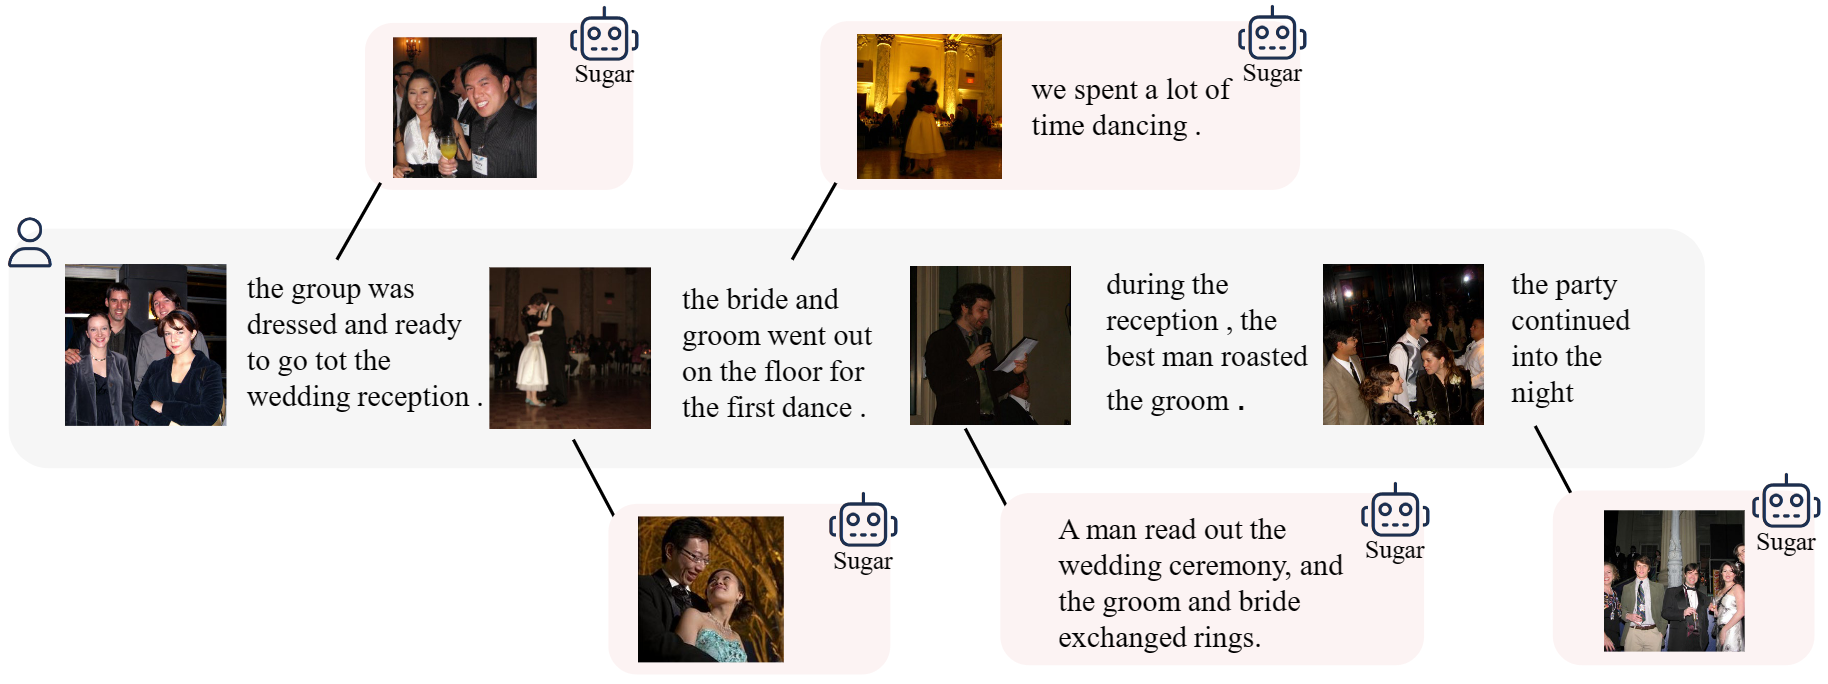 Sugar
we spent a lot of
time dancing .
Sugar
the group was
dressed and ready
to go tot the
wedding reception .
the bride and
groom went out
on the floor for
the first dance .
during the
reception , the
best man roasted
the groom .
the party
continued
into the
night
Sugar
A man read out the
wedding ceremony, and
the groom and bride
exchanged rings.
Sugar
Sugar